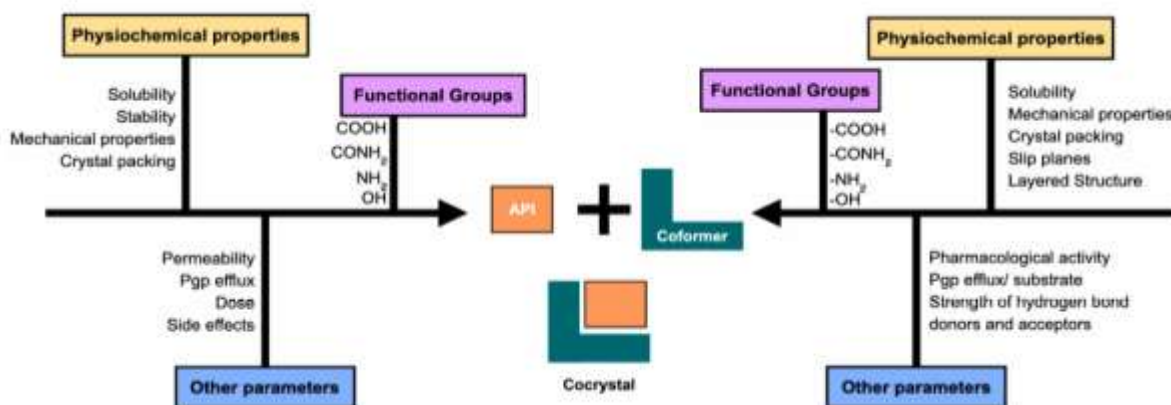 Physiochemical properties
Solubility
Stability
Mechanical properties
Crystal packing
Functional Groups
COOH
CONH₂
NH₂
OH
Permeability
Pgp efflux
Dose
Side effects
Other parameters
API
Coformer
Cocrystal
Physiochemical properties
Functional Groups
-COOH
-CONH₂
-NH₂
-OH
Solubility
Mechanical properties
Crystal packing
Slip planes
Layered Structure
Pharmacological activity
Pgp efflux/ substrate
Strength of hydrogen bond
donors and acceptors
Other parameters